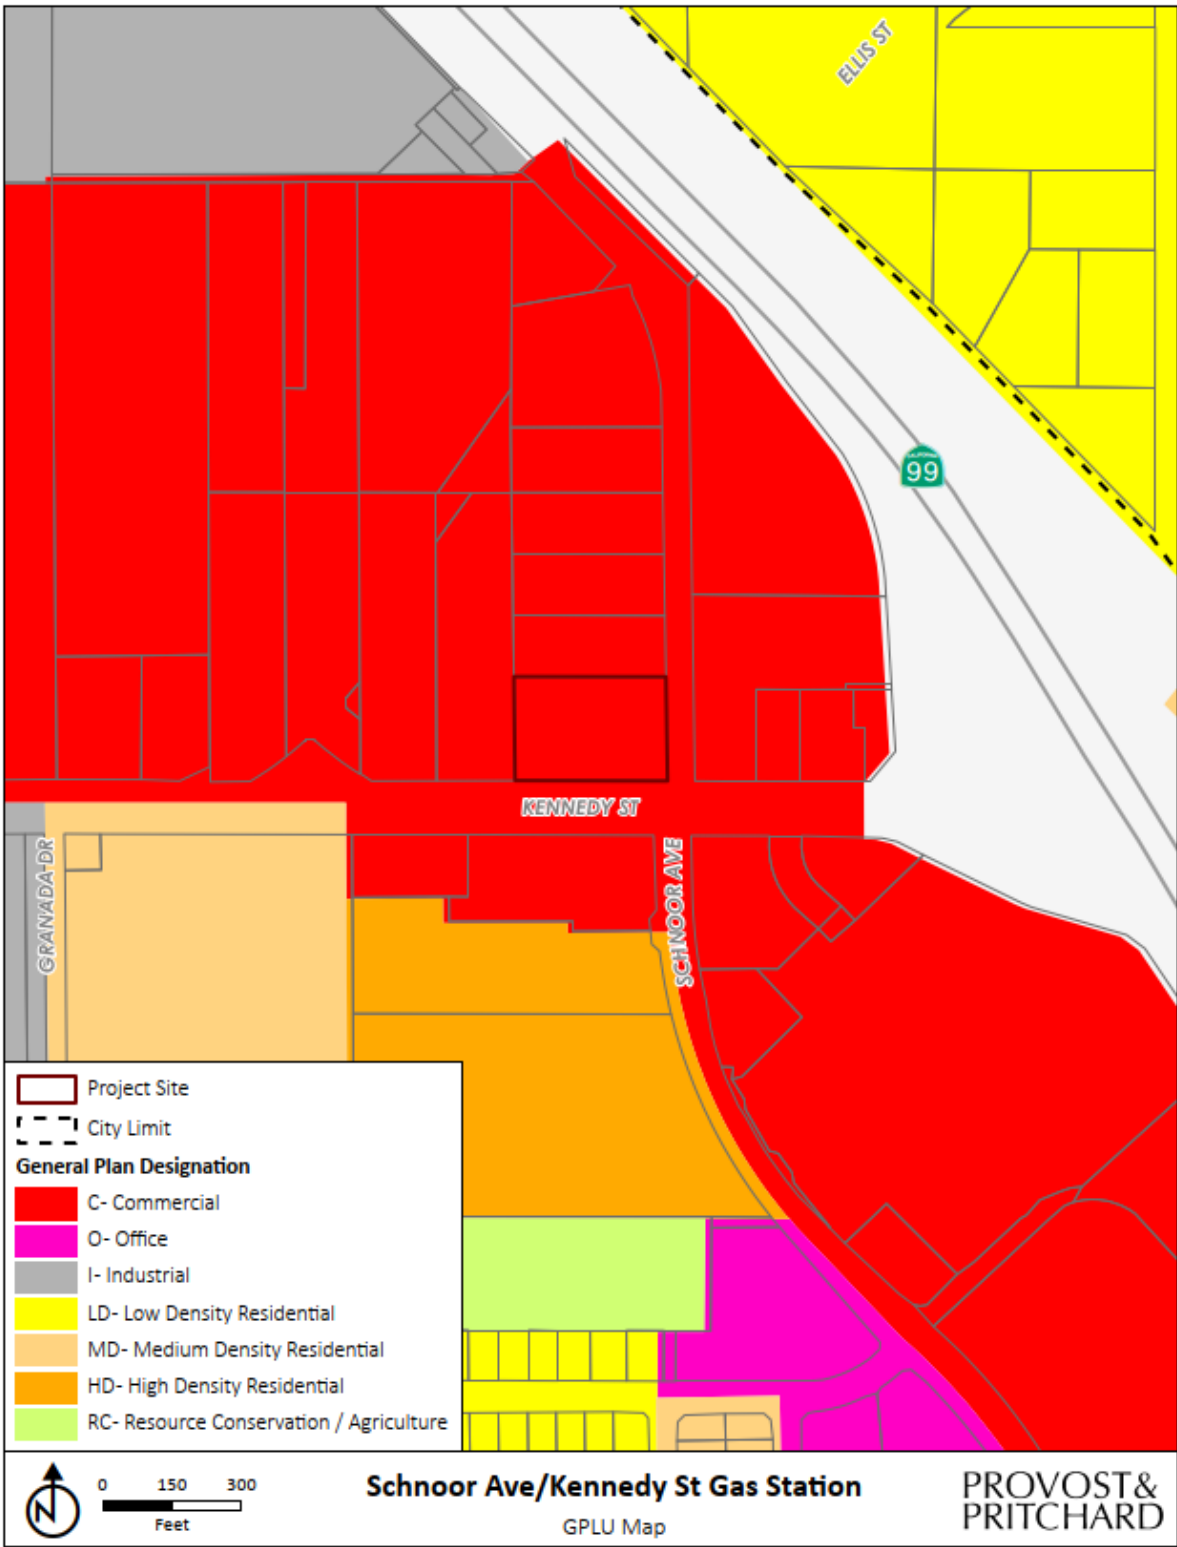 ELLIS ST
CALIFORNIA
99
KENNEDY ST
SCHNOOR AVE
GRANADA-DR
Project Site
City Limit
General Plan Designation
C- Commercial
O- Office
I- Industrial
LD- Low Density Residential
MD- Medium Density Residential
HD- High Density Residential
RC- Resource Conservation / Agriculture
N
0 150 300
Feet
Schnoor Ave/Kennedy St Gas Station
GPLU Map
PROVOST&
PRITCHARD